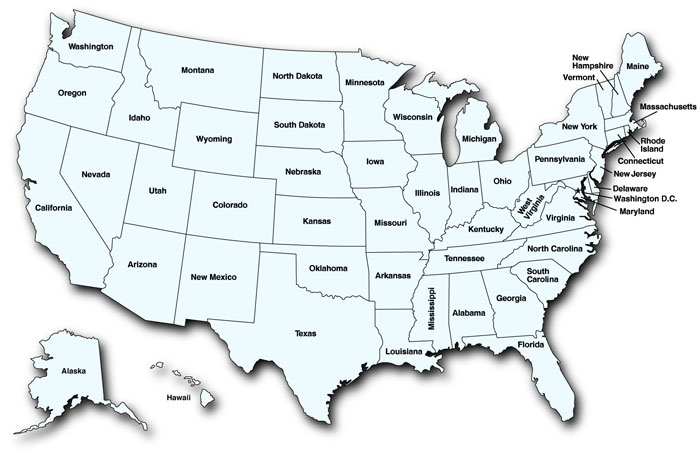 Washington
Montana
North Dakota
Minnesota
New
Hampshire
Vermont
Maine
Oregon
Idaho
Wyoming
South Dakota
Wisconsin
Michigan
New York
Massachusetts
Rhode
Island
Connecticut
Nevada
Utah
Colorado
Nebraska
Iowa
Illinois
Indiana
Ohio
Pennsylvania
New Jersey
Delaware
Washington D.C.
Maryland
California
Kansas
Missouri
Kentucky
West
Virginia
Virginia
Arizona
New Mexico
Oklahoma
Arkansas
Tennessee
North Carolina
South
Carolina
Texas
Louisiana
Mississippi
Alabama
Georgia
Florida
Alaska
Hawaii